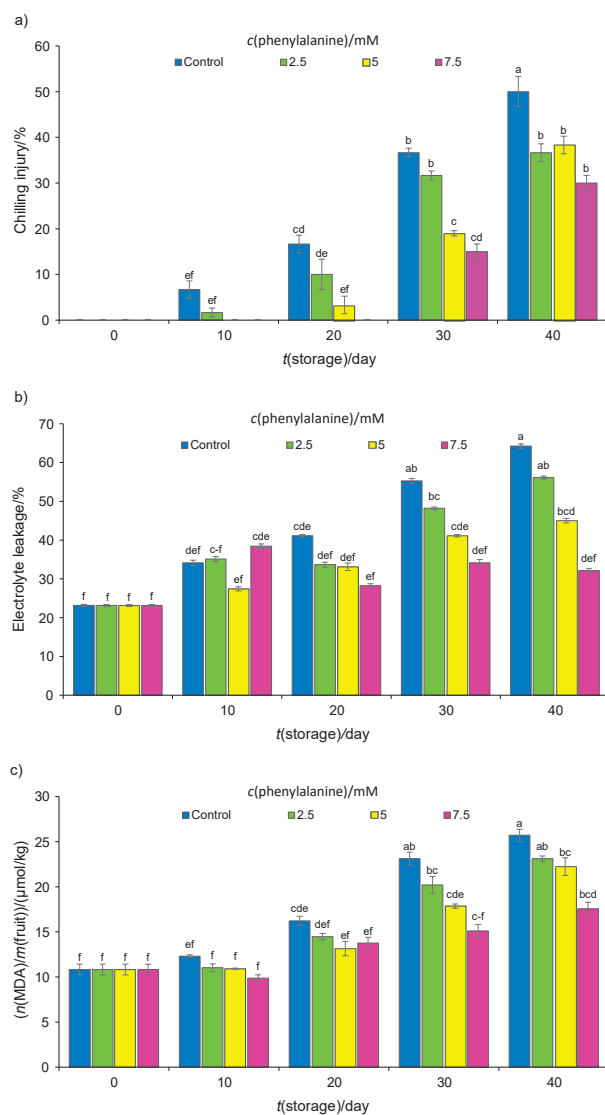 a)
c(phenylalanine)/mM
Control 2.5 5 7.5
60
50
40
30
20
10
0
Chilling injury/%
ef ef
cd de ef
b b c cd
a b b b
0 10 20 30 40
t(storage)/day
b)
c(phenylalanine)/mM
Control 2.5 5 7.5
70
60
50
40
30
20
10
0
Electrolyte leakage/%
f f f f
def c-f ef cde
cde def def ef
ab bc cde def
a ab bcd def
0 10 20 30 40
t(storage)/day
c)
c(phenylalanine)/mM
Control 2.5 5 7.5
30
25
20
15
10
5
0
(n(MDA)/m(fruit))/(μmol/kg)
f f f f
ef f f f
cde def ef ef
ab bc cde c-f
a ab bc bcd
0 10 20 30 40
t(storage)/day